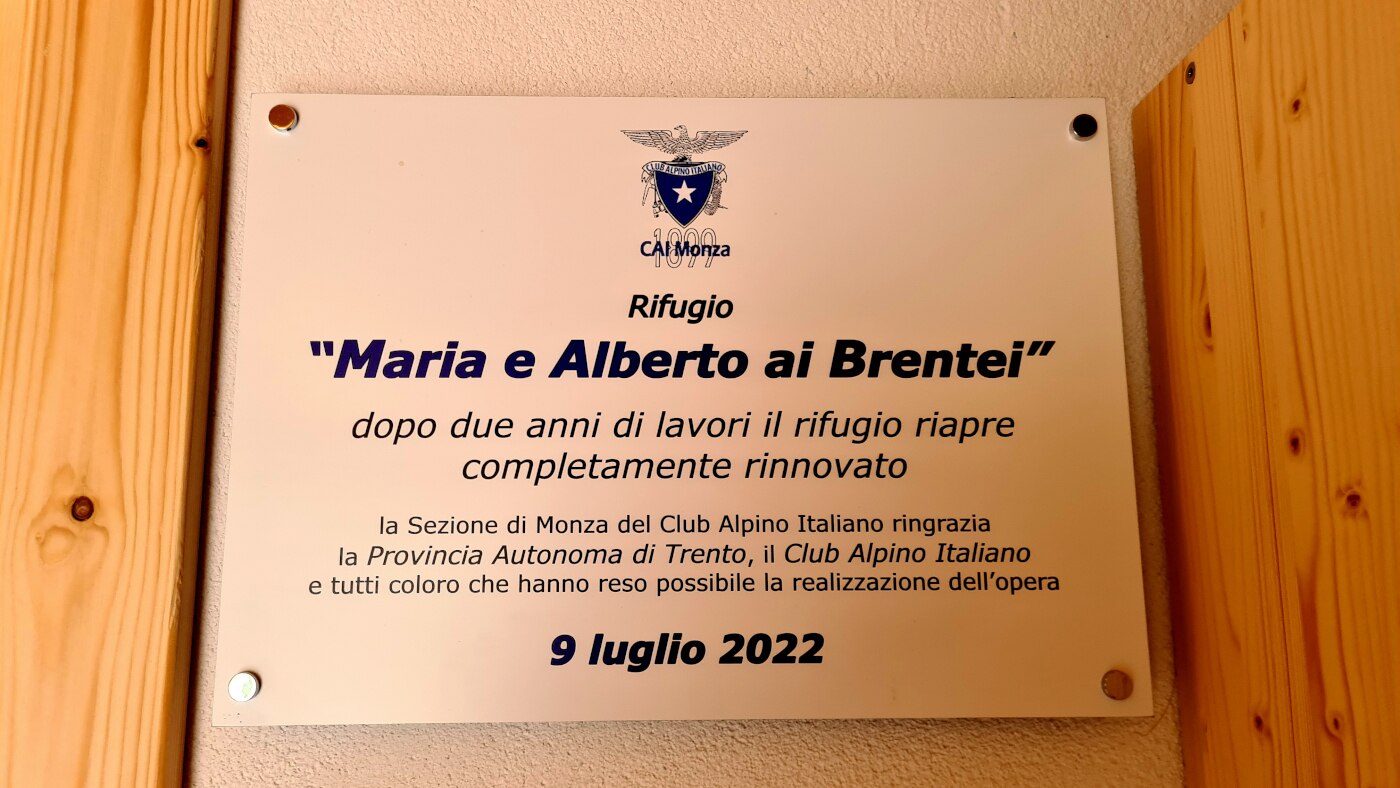 CLUB ALPINO ITALIANO
1899
CAI Monza
Rifugio
“Maria e Alberto ai Brentei”
dopo due anni di lavori il rifugio riapre
completamente rinnovato
la Sezione di Monza del Club Alpino Italiano ringrazia
la Provincia Autonoma di Trento, il Club Alpino Italiano
e tutti coloro che hanno reso possibile la realizzazione dell’opera
9 luglio 2022